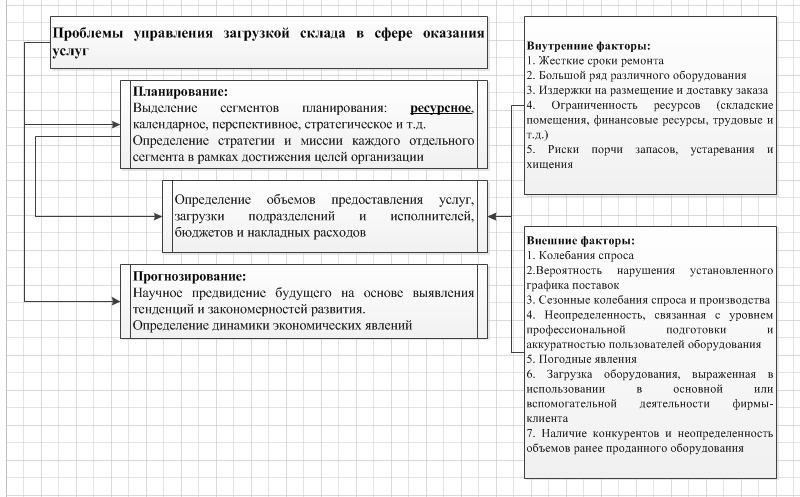 Проблемы управления загрузкой склада в сфере оказания
услуг
Планирование:
Выделение сегментов планирования: ресурсное,
календарное, перспективное, стратегическое и т.д.
Определение стратегии и миссии каждого отдельного
сегмента в рамках достижения целей организации
Определение объемов предоставления услуг,
загрузки подразделений и исполнителей,
бюджетов и накладных расходов
Прогнозирование:
Научное предвидение будущего на основе выявления
тенденций и закономерностей развития.
Определение динамики экономических явлений
Внутренние факторы:
1. Жесткие сроки ремонта
2. Большой ряд различного оборудования
3. Издержки на размещение и доставку заказа
4. Ограниченность ресурсов (складские
помещения, финансовые ресурсы, трудовые и
т.д.)
5. Риски порчи запасов, устаревания и
хищения
Внешние факторы:
1. Колебания спроса
2.Вероятность нарушения установленного
графика поставок
3. Сезонные колебания спроса и производства
4. Неопределенность, связанная с уровнем
профессиональной подготовки и
аккуратностью пользователей оборудования
5. Погодные явления
6. Загрузка оборудования, выраженная в
использовании в основной или
вспомогательной деятельности фирмы-
клиента
7. Наличие конкурентов и неопределенность
объемов ранее проданного оборудования